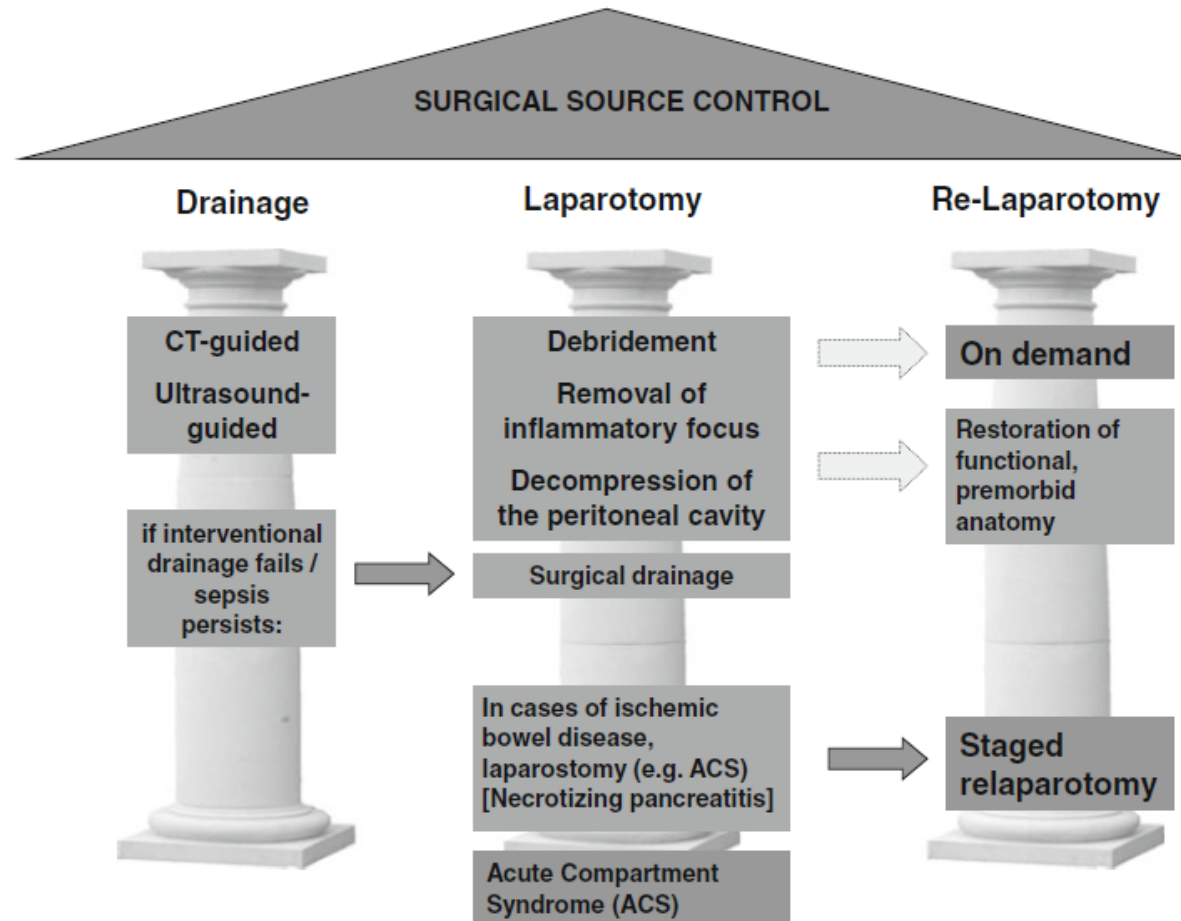 SURGICAL SOURCE CONTROL
Drainage
Laparotomy
Re-Laparotomy
CT-guided
Ultrasound-
guided
if interventional
drainage fails /
sepsis
persists:
Debridement
Removal of
inflammatory focus
Decompression of
the peritoneal cavity
Surgical drainage
In cases of ischemic
bowel disease,
laparostomy (e.g. ACS)
[Necrotizing pancreatitis]
Acute Compartment
Syndrome (ACS)
On demand
Restoration of
functional,
premorbid
anatomy
Staged
relaparotomy